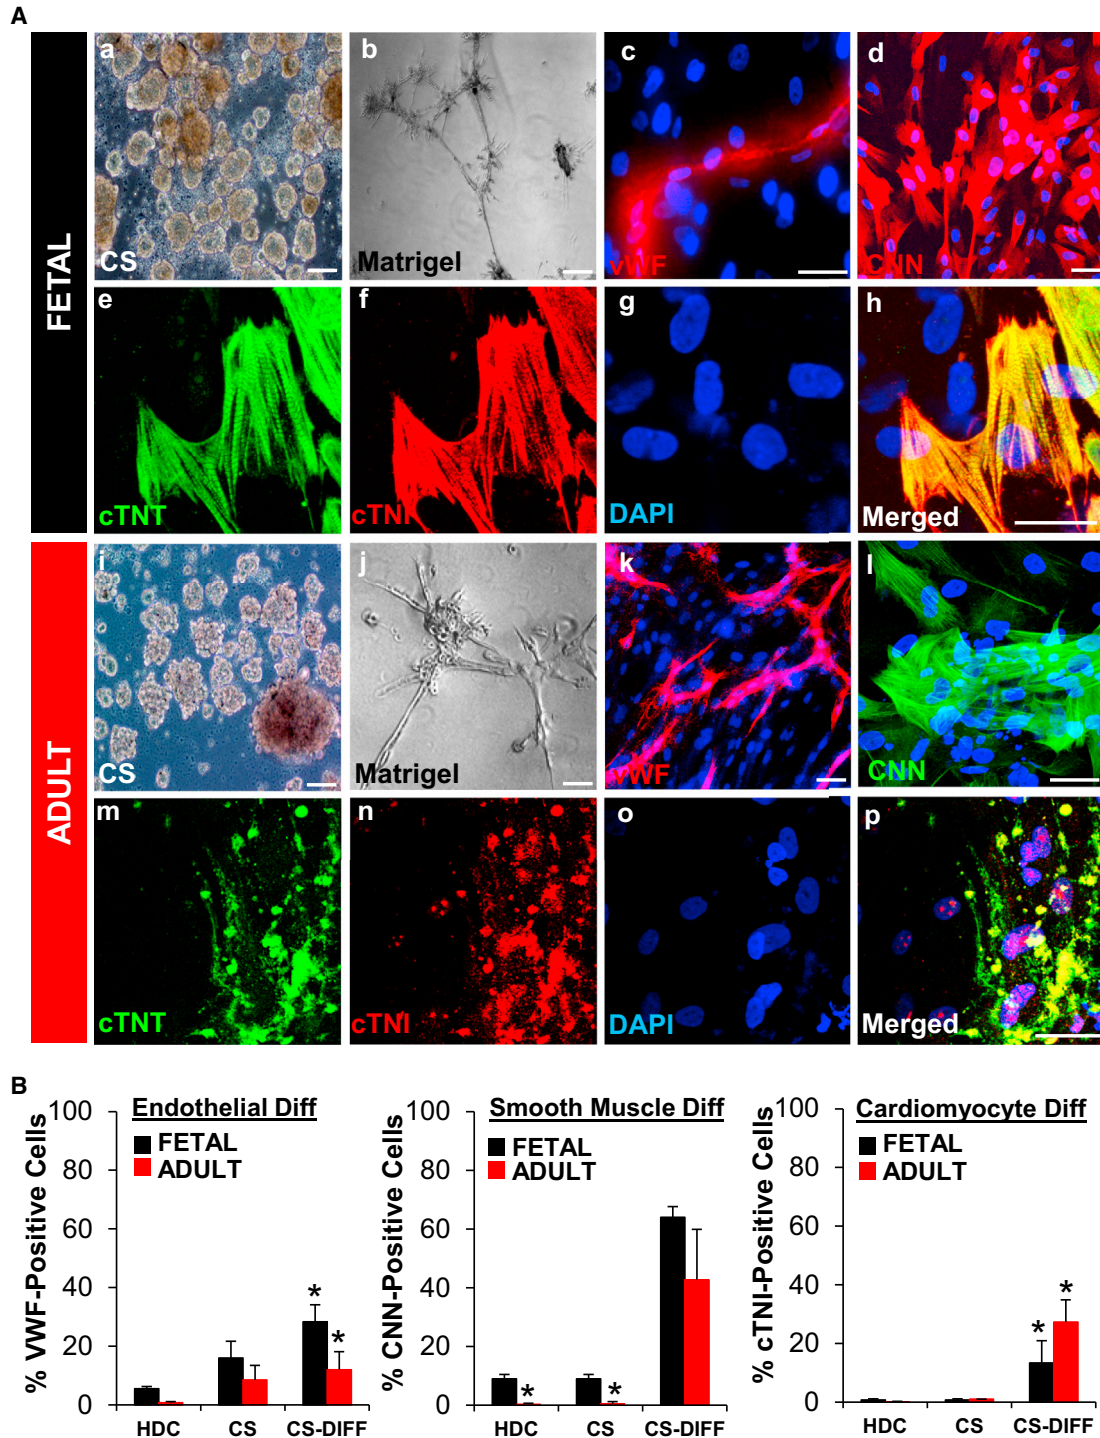 A
FETAL
a
CS
b
Matrigel
c
vWF
d
CNN
e
cTNT
f
cTNI
g
DAPI
h
Merged
ADULT
i
CS
j
Matrigel
k
vWF
l
CNN
m
cTNT
n
cTNI
o
DAPI
p
Merged
B
Endothelial Diff
FETAL
ADULT
% VWF-Positive Cells
100
80
60
40
20
0
* *
HDC CS CS-DIFF
Smooth Muscle Diff
FETAL
ADULT
% CNN-Positive Cells
100
80
60
40
20
0
* *
HDC CS CS-DIFF
Cardiomyocyte Diff
FETAL
ADULT
% cTNI-Positive Cells
100
80
60
40
20
0
* *
HDC CS CS-DIFF